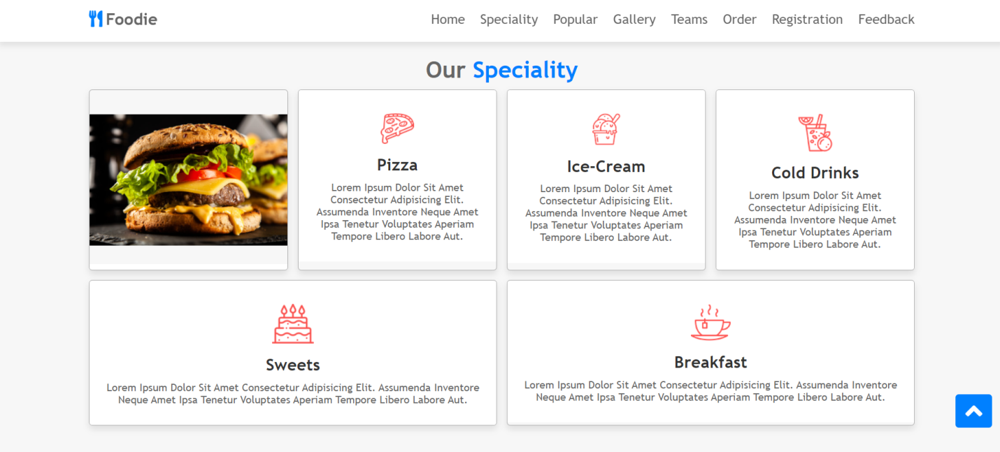 Foodie
Home Speciality Popular Gallery Teams Order Registration Feedback
Our Speciality
Pizza
Lorem Ipsum Dolor Sit Amet
Consectetur Adipisicing Elit.
Assumenda Inventore Neque Amet
Ipsa Tenetur Voluptates Aperiam
Tempore Libero Labore Aut.
Ice-Cream
Lorem Ipsum Dolor Sit Amet
Consectetur Adipisicing Elit.
Assumenda Inventore Neque Amet
Ipsa Tenetur Voluptates Aperiam
Tempore Libero Labore Aut.
Cold Drinks
Lorem Ipsum Dolor Sit Amet
Consectetur Adipisicing Elit.
Assumenda Inventore Neque Amet
Ipsa Tenetur Voluptates Aperiam
Tempore Libero Labore Aut.
Sweets
Lorem Ipsum Dolor Sit Amet Consectetur Adipisicing Elit. Assumenda Inventore
Neque Amet Ipsa Tenetur Voluptates Aperiam Tempore Libero Labore Aut.
Breakfast
Lorem Ipsum Dolor Sit Amet Consectetur Adipisicing Elit. Assumenda Inventore
Neque Amet Ipsa Tenetur Voluptates Aperiam Tempore Libero Labore Aut.